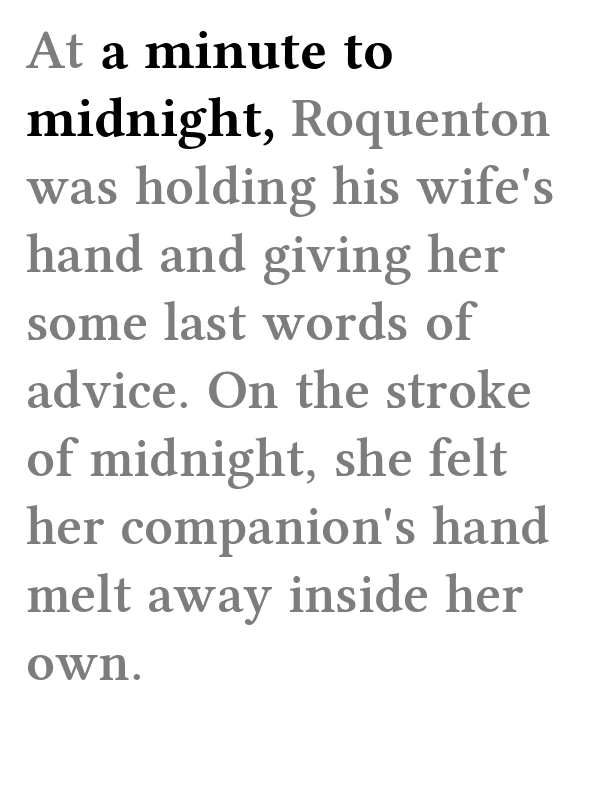 At a minute to
midnight, Roquenton
was holding his wife's
hand and giving her
some last words of
advice. On the stroke
of midnight, she felt
her companion's hand
melt away inside her
own.